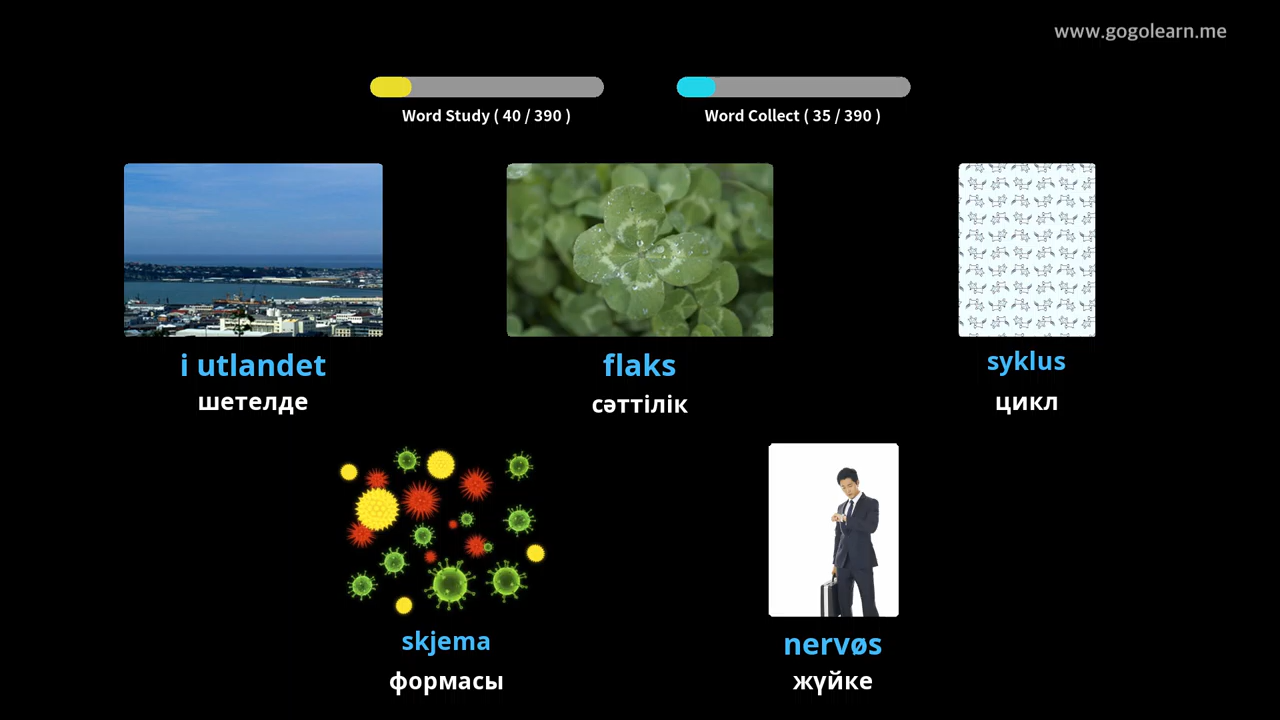 www.gogolearn.me
Word Study ( 40 / 390 )
Word Collect ( 35 / 390 )
i utlandet
шетелде
flaks
сәттілік
syklus
цикл
skjema
формасы
nervøs
жүйке